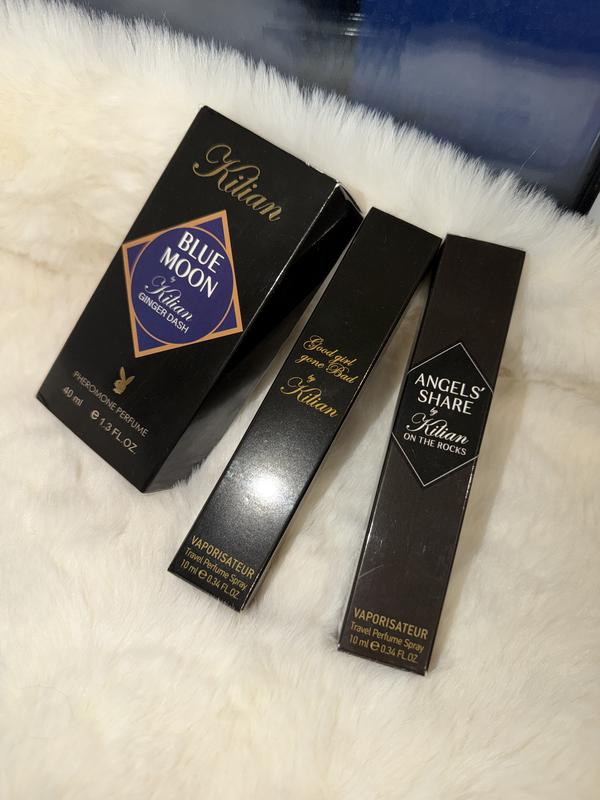 Kilian
BLUE
MOON
by
Kilian
GINGER DASH
PHEROMONE PERFUME
40 ml e 1,3 FL.OZ.
Good girl
gone Bad
by
Kilian
VAPORISATEUR
Travel Perfume Spray
10 ml e 0.34 FL.OZ.
ANGELS'
SHARE
by
Kilian
ON THE ROCKS
VAPORISATEUR
Travel Perfume Spray
10 ml e 0.34 FL.OZ.